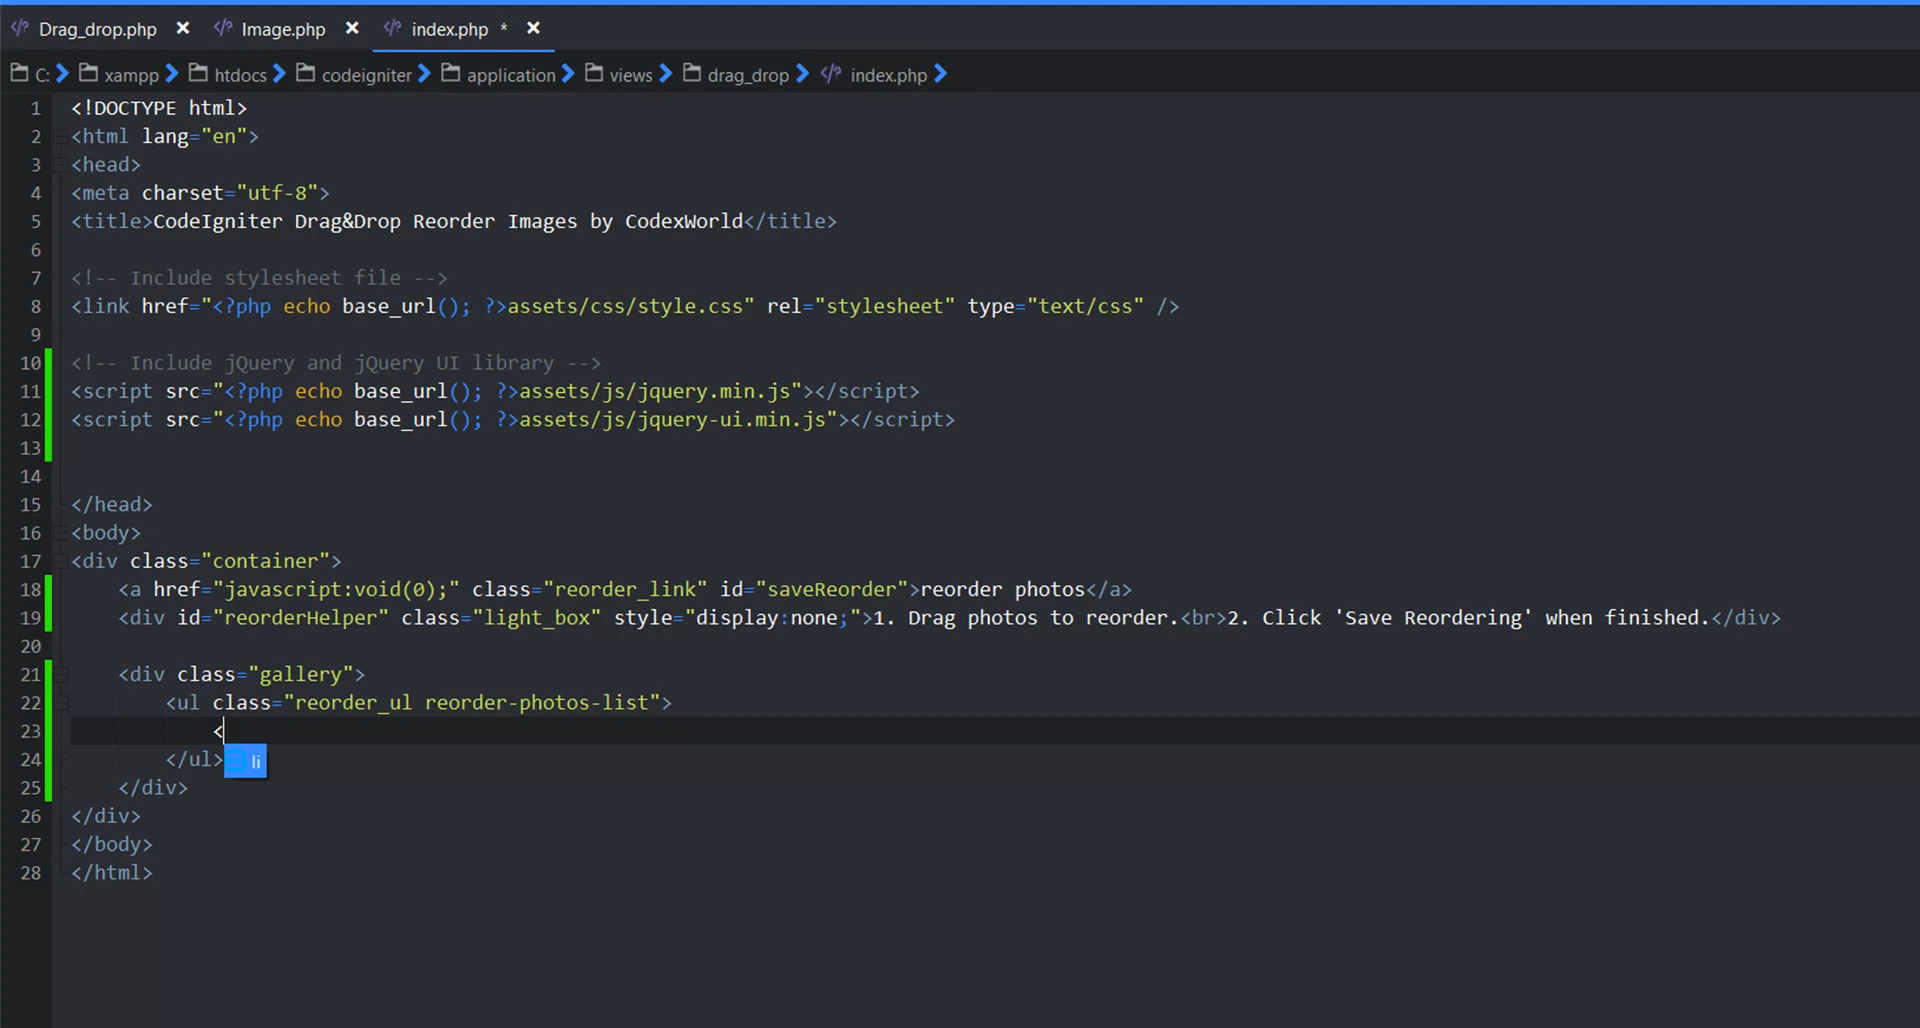 Drag_drop.php × Image.php × index.php * ×
C: xampp htdocs codeigniter application views drag_drop index.php
1 <!DOCTYPE html>
2 <html lang="en">
3 <head>
4 <meta charset="utf-8">
5 <title>CodeIgniter Drag&Drop Reorder Images by CodexWorld</title>
6
7 <!-- Include stylesheet file -->
8 <link href="<?php echo base_url(); ?>assets/css/style.css" rel="stylesheet" type="text/css" />
9
10 <!-- Include jQuery and jQuery UI library -->
11 <script src="<?php echo base_url(); ?>assets/js/jquery.min.js"></script>
12 <script src="<?php echo base_url(); ?>assets/js/jquery-ui.min.js"></script>
13
14
15 </head>
16 <body>
17 <div class="container">
18     <a href="javascript:void(0);" class="reorder_link" id="saveReorder">reorder photos</a>
19     <div id="reorderHelper" class="light_box" style="display:none;">1. Drag photos to reorder.<br>2. Click 'Save Reordering' when finished.</div>
20
21     <div class="gallery">
22         <ul class="reorder_ul reorder-photos-list">
23             <
24         </ul> li
25     </div>
26 </div>
27 </body>
28 </html>